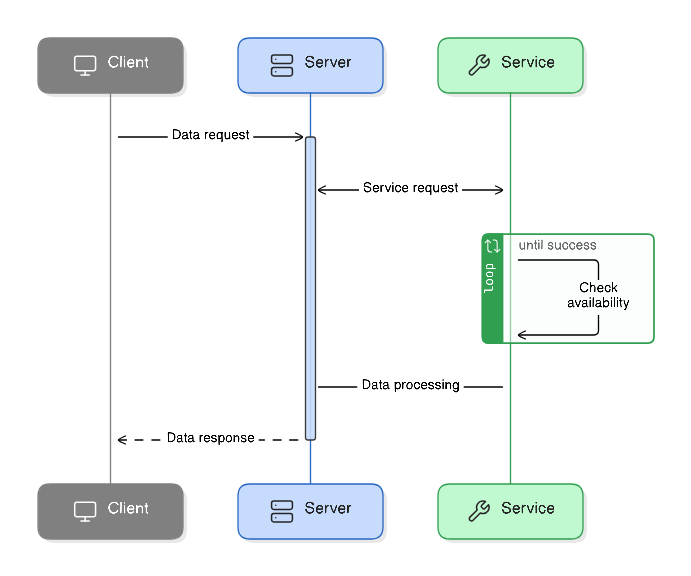 Client
Server
Service
Data request
Service request
until success
loop
Check
availability
Data processing
Data response
Client
Server
Service